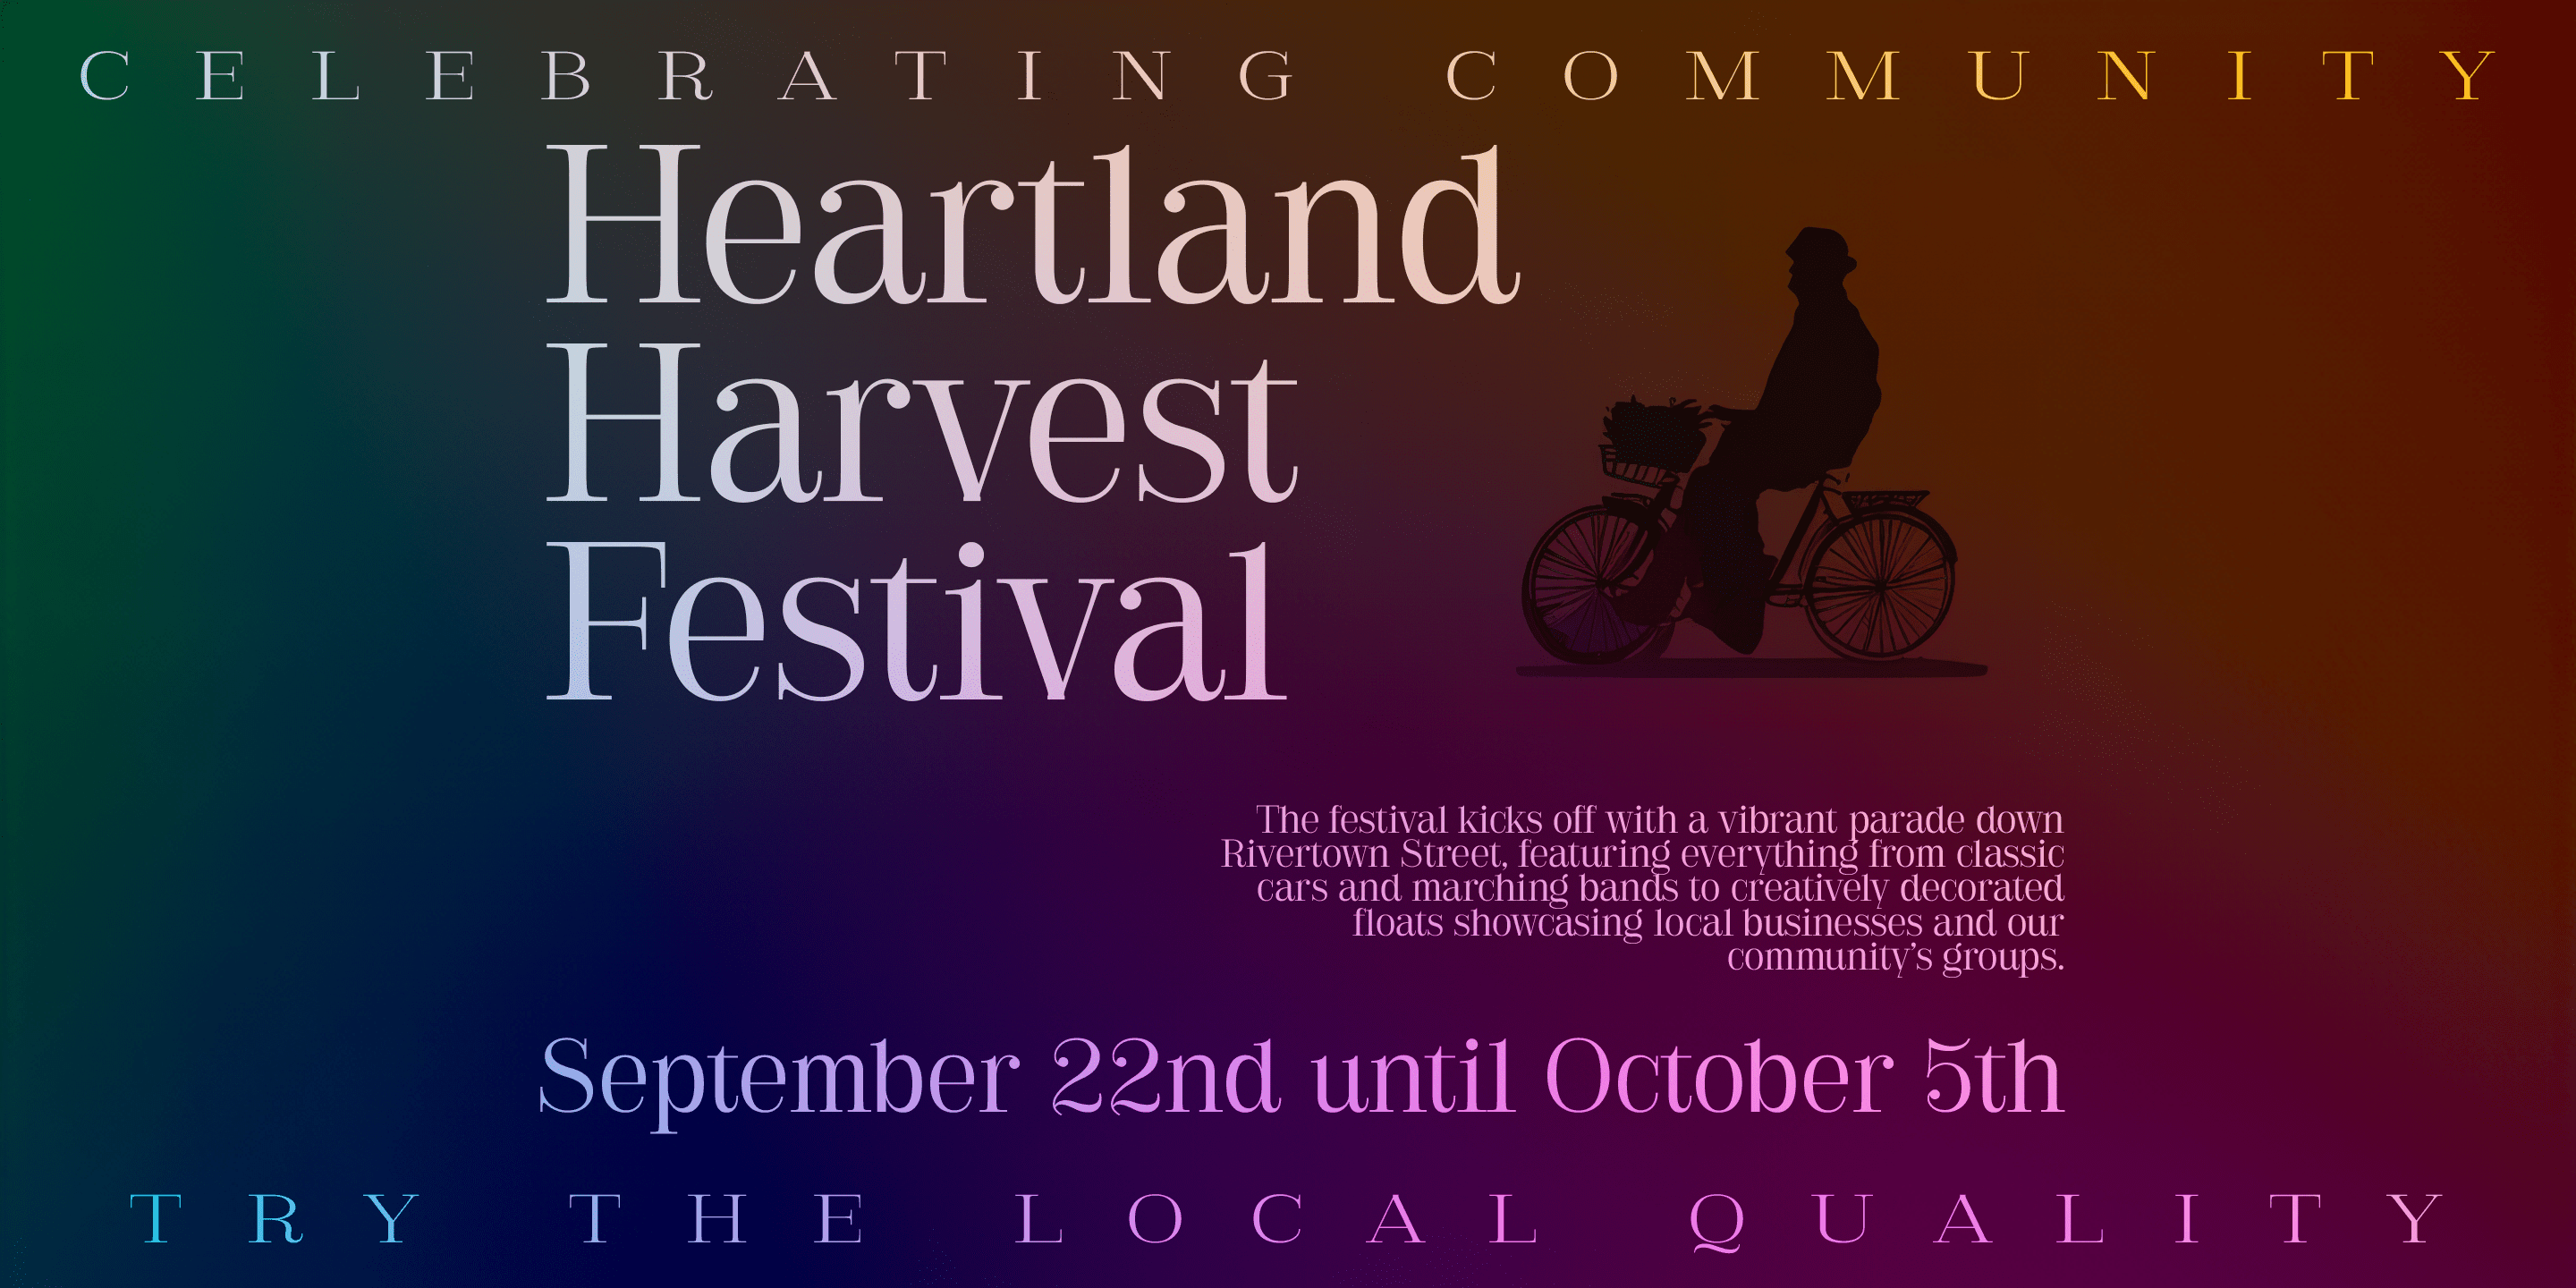 CELEBRATING COMMUNITY
Heartland
Harvest
Festival
The festival kicks off with a vibrant parade down
Rivertown Street, featuring everything from classic
cars and marching bands to creatively decorated
floats showcasing local businesses and our
community’s groups.
September 22nd until October 5th
TRY THE LOCAL QUALITY